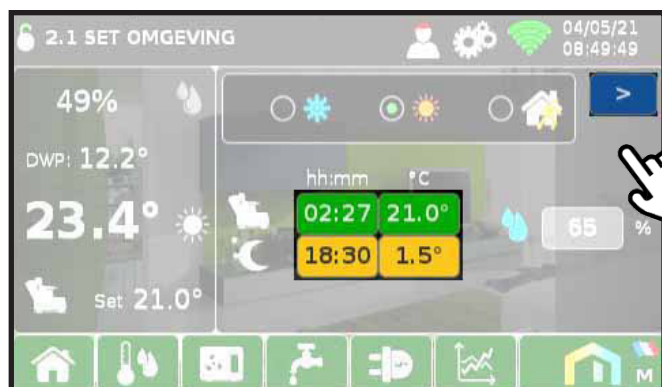 2.1 SET OMGEVING
04/05/21
08:49:49
49%
DWP: 12.2°
23.4°
Set 21.0°
>
hh:mm °C
02:27 21.0°
18:30 1.5°
65 %
M